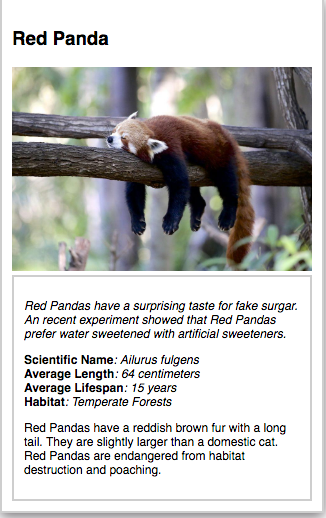 Red Panda
Red Pandas have a surprising taste for fake surgar.
An recent experiment showed that Red Pandas
prefer water sweetened with artificial sweeteners.
Scientific Name: Ailurus fulgens
Average Length: 64 centimeters
Average Lifespan: 15 years
Habitat: Temperate Forests
Red Pandas have a reddish brown fur with a long
tail. They are slightly larger than a domestic cat.
Red Pandas are endangered from habitat
destruction and poaching.